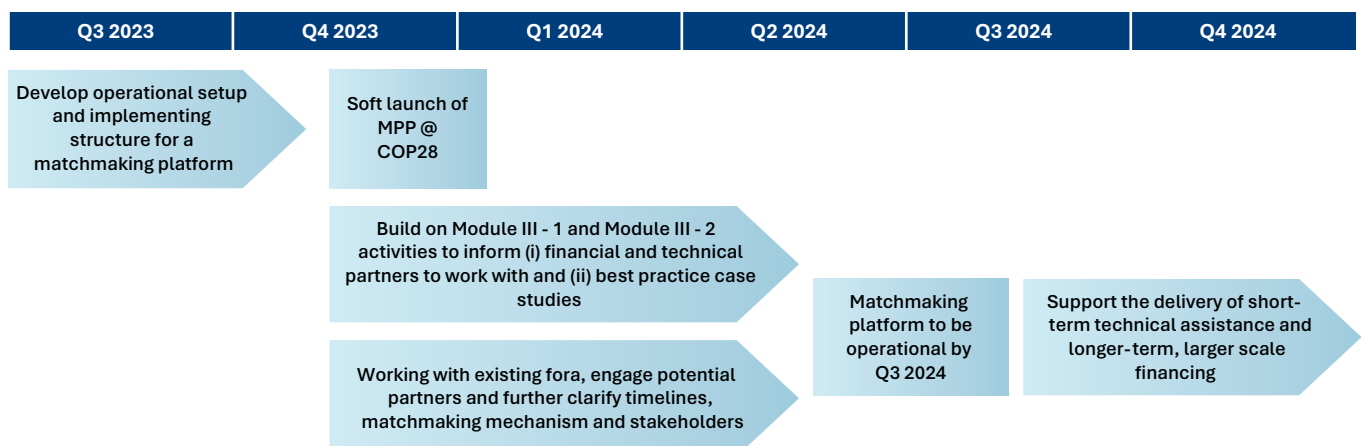 Q3 2023
Q4 2023
Q1 2024
Q2 2024
Q3 2024
Q4 2024
Develop operational setup
and implementing
structure for a
matchmaking platform
Soft launch of
MPP @
COP28
Build on Module III - 1 and Module III - 2
activities to inform (i) financial and technical
partners to work with and (ii) best practice case
studies
Working with existing fora, engage potential
partners and further clarify timelines,
matchmaking mechanism and stakeholders
Matchmaking
platform to be
operational by
Q3 2024
Support the delivery of short-
term technical assistance and
longer-term, larger scale
financing